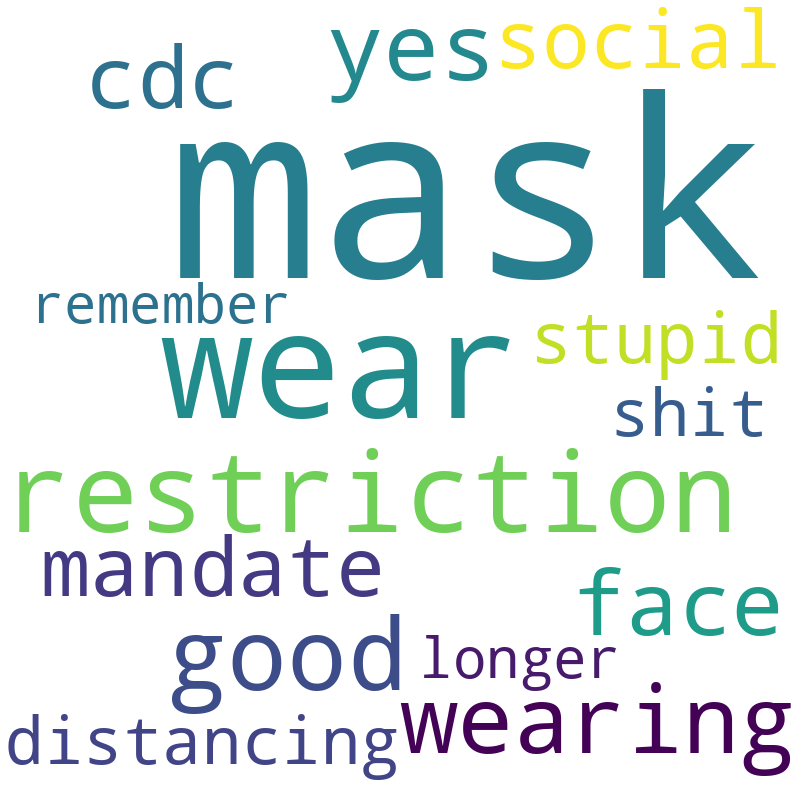 cdc yes social
mask
remember
wear stupid
shit
restriction
mandate face
good longer
distancing wearing